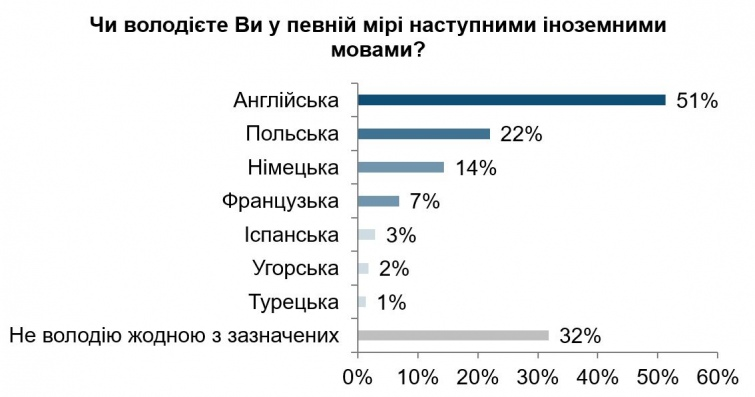 Чи володієте Ви у певній мірі наступними іноземними
мовами?
Англійська 51%
Польська 22%
Німецька 14%
Французька 7%
Іспанська 3%
Угорська 2%
Турецька 1%
Не володію жодною з зазначених 32%
0% 10% 20% 30% 40% 50% 60%